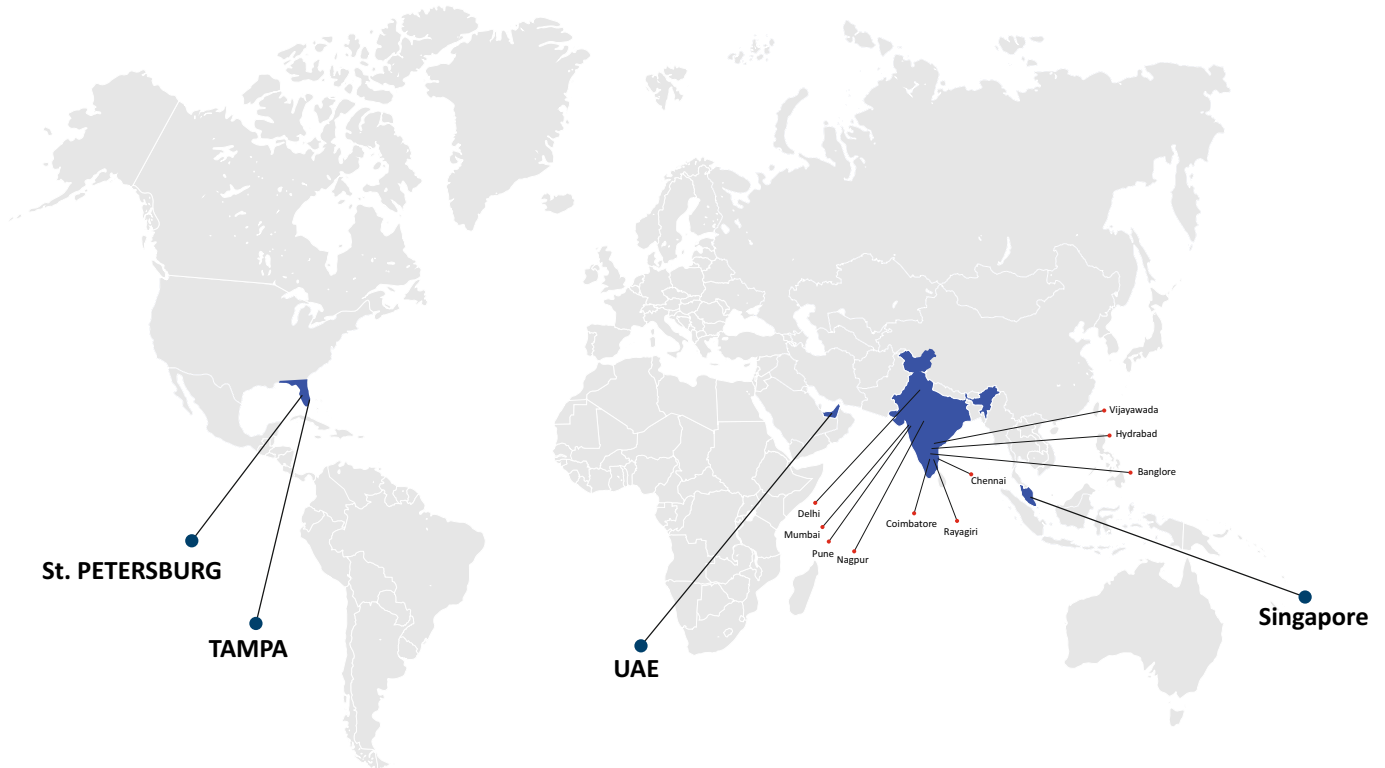 Vijayawada
Hydrabad
Banglore
Chennai
Delhi
Mumbai
Pune
Nagpur
Coimbatore
Rayagiri
St. PETERSBURG
TAMPA
UAE
Singapore